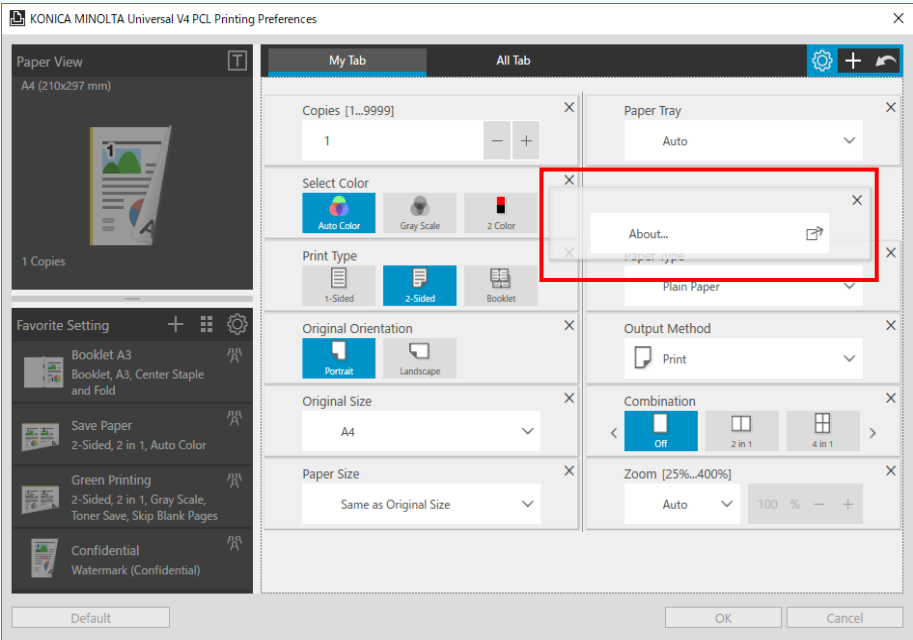 KONICA MINOLTA Universal V4 PCL Printing Preferences
Paper View
T
A4 (210x297 mm)
1
A
1 Copies
Favorite Setting
Booklet A3
Booklet, A3, Center Staple
and Fold
Save Paper
2-Sided, 2 in 1, Auto Color
Green Printing
2-Sided, 2 in 1, Gray Scale,
Toner Save, Skip Blank Pages
Confidential
Watermark (Confidential)
My Tab
All Tab
Copies [1...9999]
1
Select Color
Auto Color
Gray Scale
2 Color
Print Type
1-Sided
2-Sided
Booklet
Original Orientation
Portrait
Landscape
Original Size
A4
Paper Size
Same as Original Size
Paper Tray
Auto
About...
Paper Type
Plain Paper
Output Method
Print
Combination
Off
2 in 1
4 in 1
Zoom [25%...400%]
Auto
100 %
Default
OK
Cancel